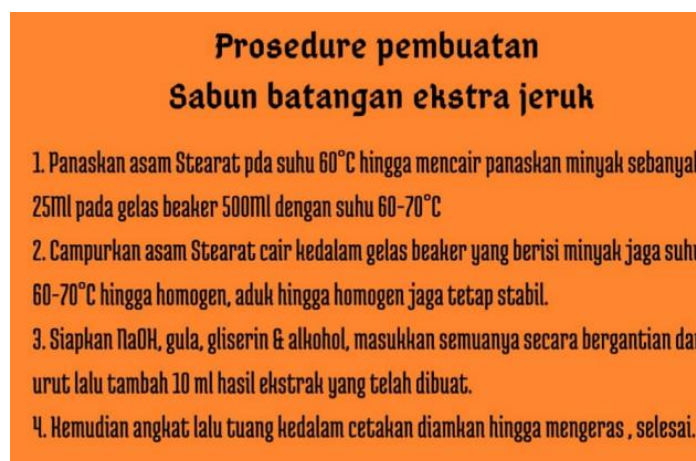 Prosedure pembuatan
Sabun batangan ekstra jeruk
1. Panaskan asam Stearat pda suhu 60°C hingga mencair panaskan minyak sebanyak
25Ml pada gelas beaker 500Ml dengan suhu 60-70°C
2. Campurkan asam Stearat cair kedalam gelas beaker yang berisi minyak jaga suhu
60-70°C hingga homogen, aduk hingga homogen jaga tetap stabil.
3. Siapkan NaOH, gula, gliserin & alkohol, masukkan semuanya secara bergantian da
urut lalu tambah 10 ml hasil ekstrak yang telah dibuat.
4. Kemudian angkat lalu tuang kedalam cetakan diamkan hingga mengeras , selesai.